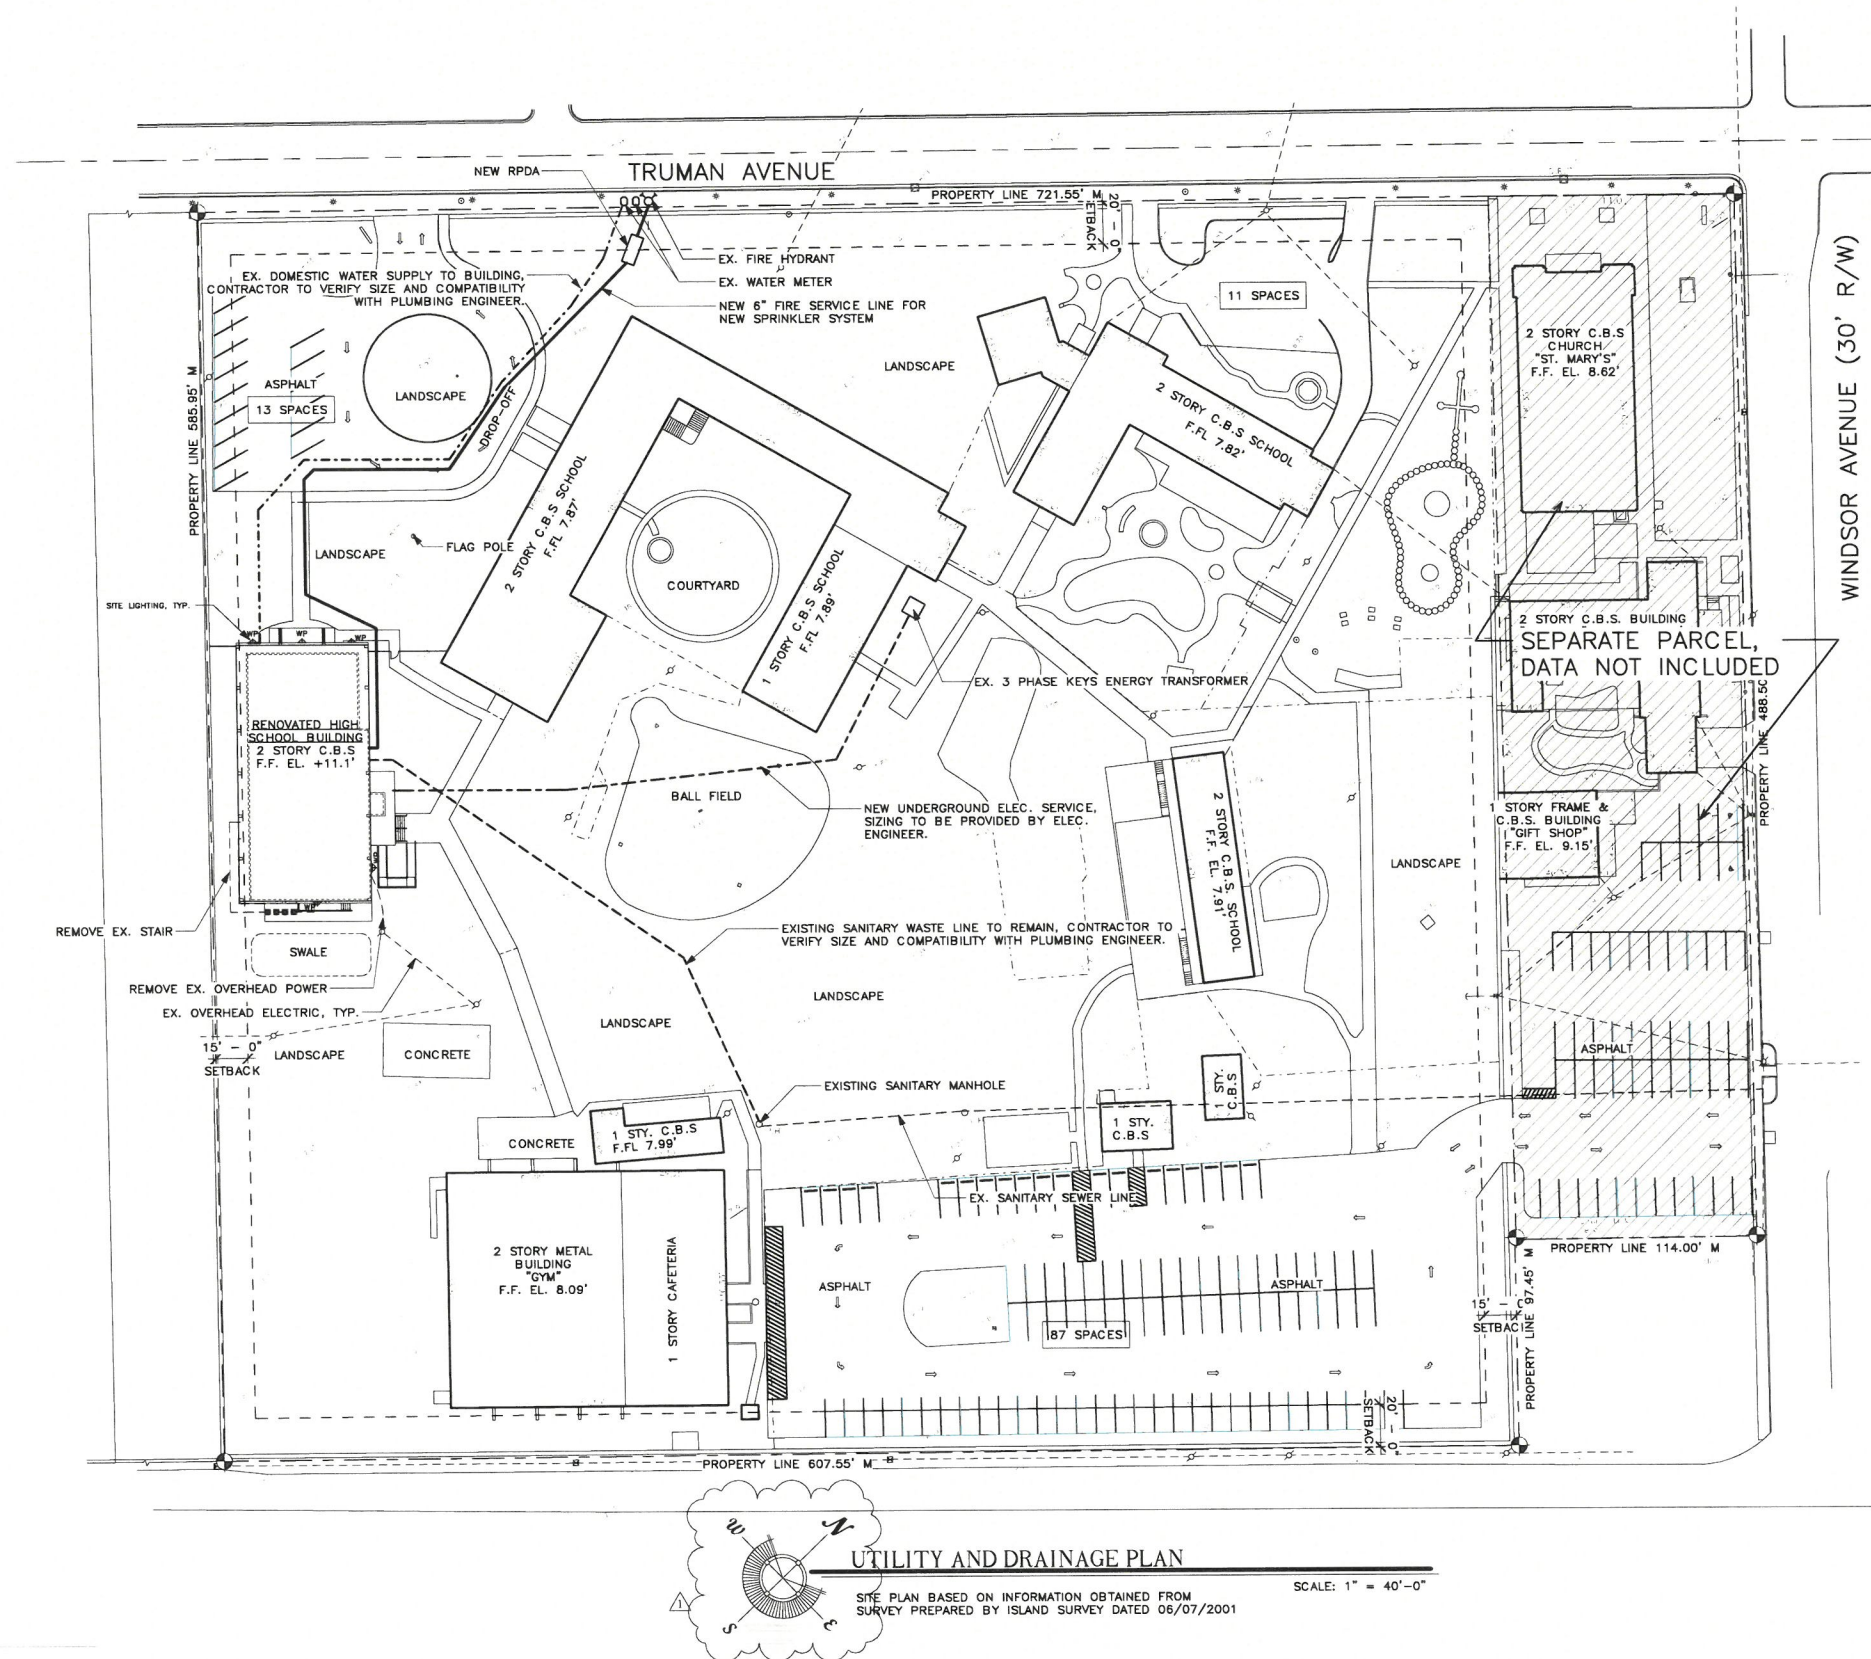 TRUMAN AVENUE
NEW RPDA
PROPERTY LINE 721.55' M
20' - 0"
SETBACK
WINDSOR AVENUE (30' R/W)
EX. FIRE HYDRANT
EX. WATER METER
NEW 6" FIRE SERVICE LINE FOR
NEW SPRINKLER SYSTEM
EX. DOMESTIC WATER SUPPLY TO BUILDING,
CONTRACTOR TO VERIFY SIZE AND COMPATIBILITY
WITH PLUMBING ENGINEER.
11 SPACES
2 STORY C.B.S
CHURCH
"ST. MARY'S"
F.F. EL. 8.62'
PROPERTY LINE 585.95' M
ASPHALT
13 SPACES
LANDSCAPE
DROP-OFF
LANDSCAPE
2 STORY C.B.S SCHOOL
F.FL 7.82'
2 STORY C.B.S SCHOOL
F.FL 7.87'
FLAG POLE
LANDSCAPE
COURTYARD
1 STORY C.B.S SCHOOL
F.FL 7.89'
SITE LIGHTING, TYP.
WP
WP
WP
2 STORY C.B.S. BUILDING
SEPARATE PARCEL,
DATA NOT INCLUDED
EX. 3 PHASE KEYS ENERGY TRANSFORMER
PROPERTY LINE 488.50
RENOVATED HIGH
SCHOOL BUILDING
2 STORY C.B.S
F.F. EL. +11.1'
BALL FIELD
NEW UNDERGROUND ELEC. SERVICE,
SIZING TO BE PROVIDED BY ELEC.
ENGINEER.
2 STORY C.B.S. SCHOOL
F.F. EL. 7.91'
LANDSCAPE
1 STORY FRAME &
C.B.S. BUILDING
"GIFT SHOP"
F.F. EL. 9.15'
WP
WP
REMOVE EX. STAIR
SWALE
EXISTING SANITARY WASTE LINE TO REMAIN, CONTRACTOR TO
VERIFY SIZE AND COMPATIBILITY WITH PLUMBING ENGINEER.
REMOVE EX. OVERHEAD POWER
EX. OVERHEAD ELECTRIC, TYP.
LANDSCAPE
LANDSCAPE
15' - 0"
SETBACK
LANDSCAPE
CONCRETE
ASPHALT
EXISTING SANITARY MANHOLE
1 STY.
C.B.S
1 STY.
C.B.S
CONCRETE
1 STY. C.B.S
F.FL 7.99'
EX. SANITARY SEWER LINE
2 STORY METAL
BUILDING
"GYM"
F.F. EL. 8.09'
1 STORY CAFETERIA
ASPHALT
ASPHALT
87 SPACES
PROPERTY LINE 114.00' M
PROPERTY LINE 97.45' M
15' - 0
SETBACK
20' - 0"
SETBACK
PROPERTY LINE 607.55' M
W
N
S
E
1
UTILITY AND DRAINAGE PLAN
SCALE: 1" = 40'-0"
SITE PLAN BASED ON INFORMATION OBTAINED FROM
SURVEY PREPARED BY ISLAND SURVEY DATED 06/07/2001